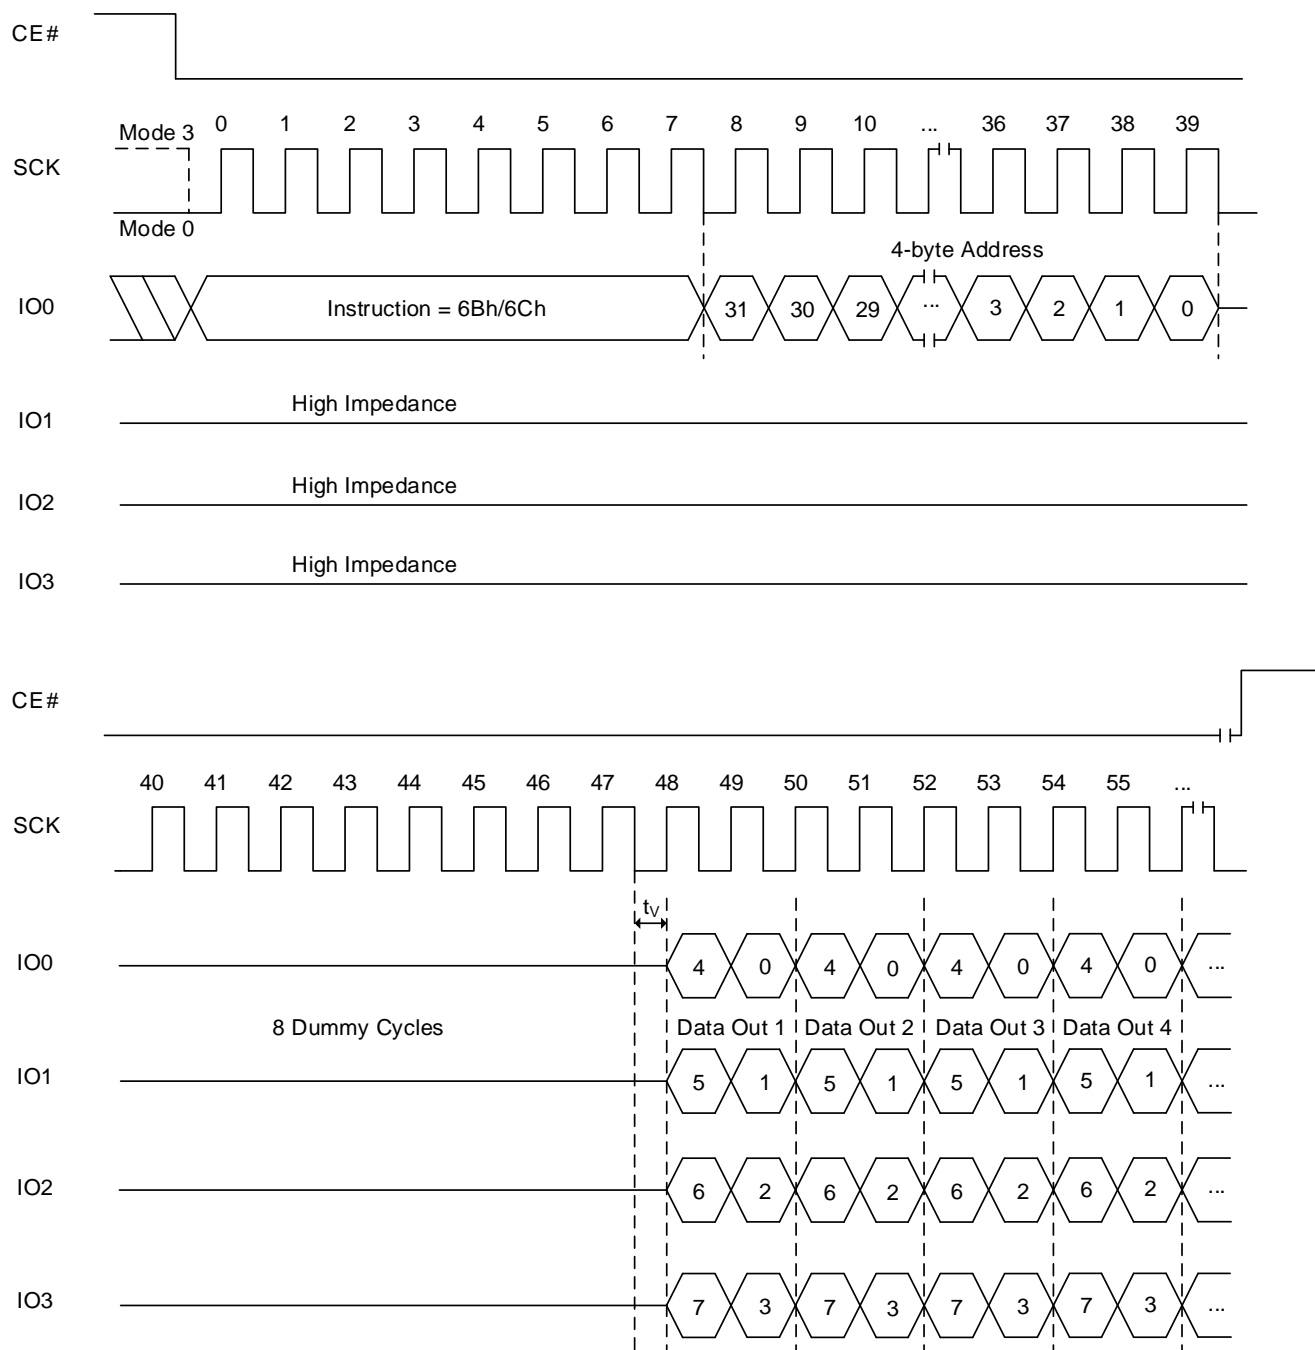 CE#
0 1 2 3 4 5 6 7 8 9 10 ... 36 37 38 39
Mode 3
SCK
Mode 0
4-byte Address
IO0 Instruction = 6Bh/6Ch 31 30 29 ... 3 2 1 0
High Impedance
IO1
High Impedance
IO2
High Impedance
IO3
CE#
40 41 42 43 44 45 46 47 48 49 50 51 52 53 54 55 ...
SCK
tV
IO0 4 0 4 0 4 0 4 0 ...
8 Dummy Cycles Data Out 1 Data Out 2 Data Out 3 Data Out 4
IO1 5 1 5 1 5 1 5 1 ...
IO2 6 2 6 2 6 2 6 2 ...
IO3 7 3 7 3 7 3 7 3 ...